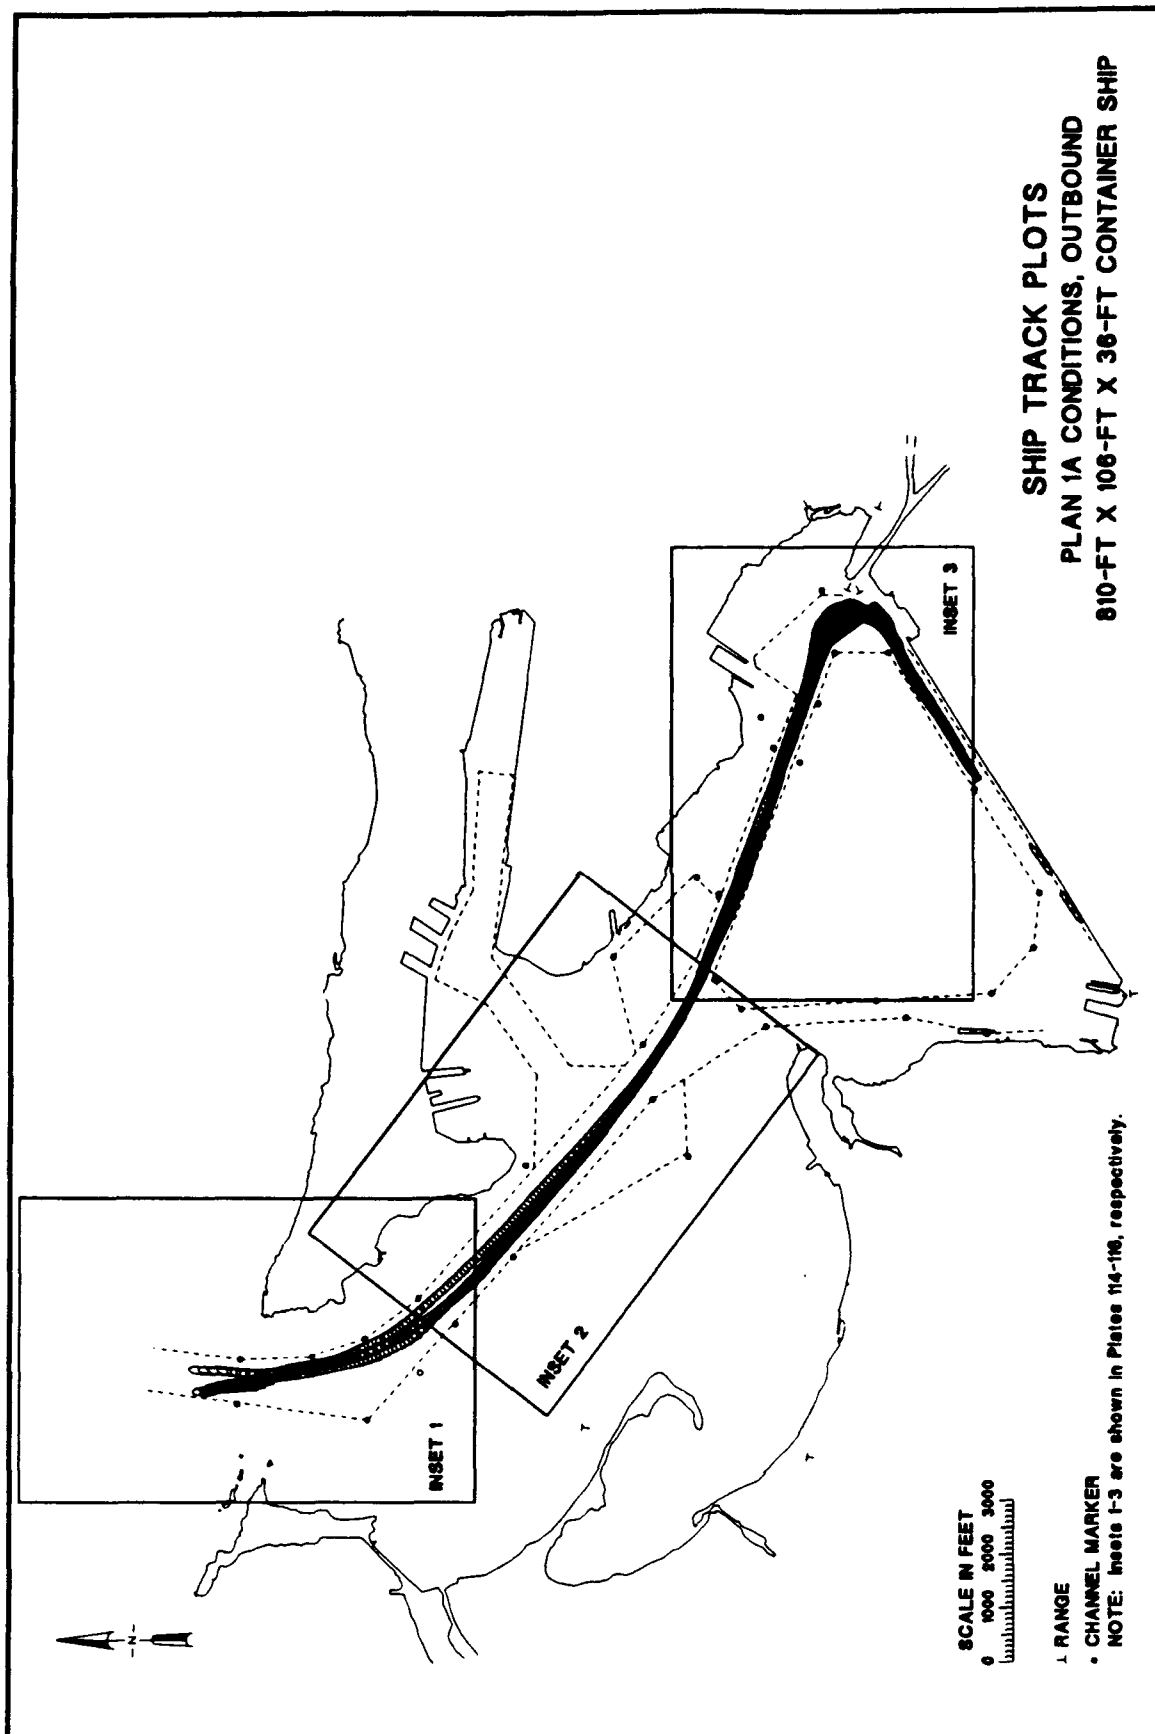 SHIP TRACK PLOTS
PLAN 1A CONDITIONS, OUTBOUND
810-FT X 106-FT X 36-FT CONTAINER SHIP
INSET 1
INSET 2
INSET 3
N
SCALE IN FEET
0 1000 2000 3000
RANGE
CHANNEL MARKER
NOTE: Insets 1-3 are shown in Plates 114-116, respectively.